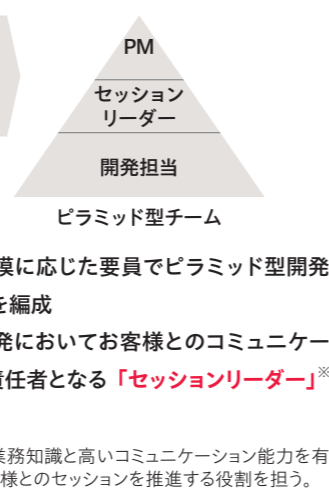 PM
セッション
リーダー
開発担当
ピラミッド型チーム
模に応じた要員でピラミッド型開発
を編成
発においてお客様とのコミュニケー
責任者となる「セッションリーダー」※
業務知識と高いコミュニケーション能力を有
様とのセッションを推進する役割を担う。